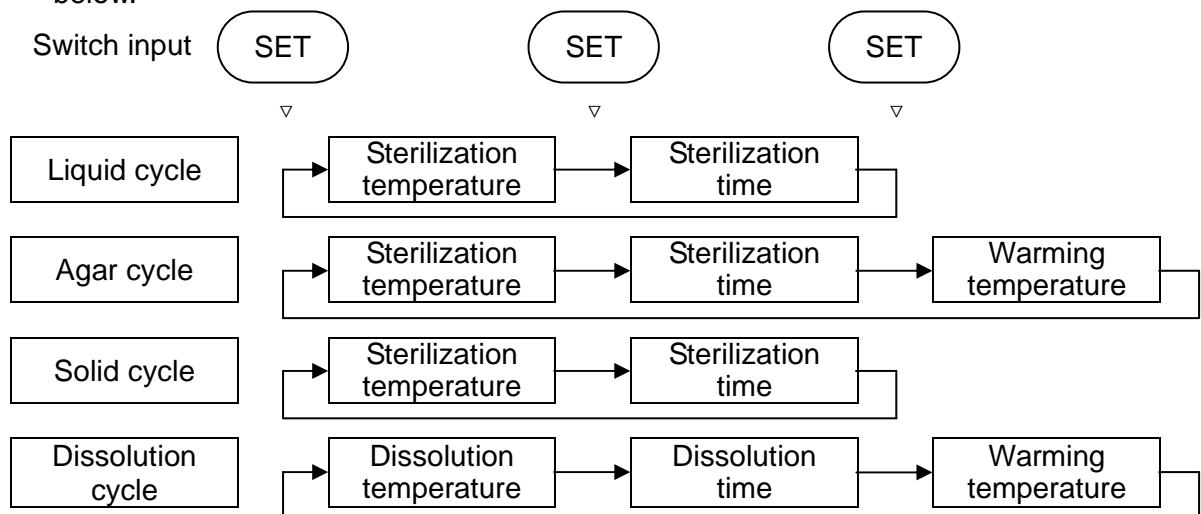 below.
Switch input SET SET SET
▽ ▽ ▽
Liquid cycle
Sterilization
temperature
Sterilization
time
Agar cycle
Sterilization
temperature
Sterilization
time
Warming
temperature
Solid cycle
Sterilization
temperature
Sterilization
time
Dissolution
cycle
Dissolution
temperature
Dissolution
time
Warming
temperature